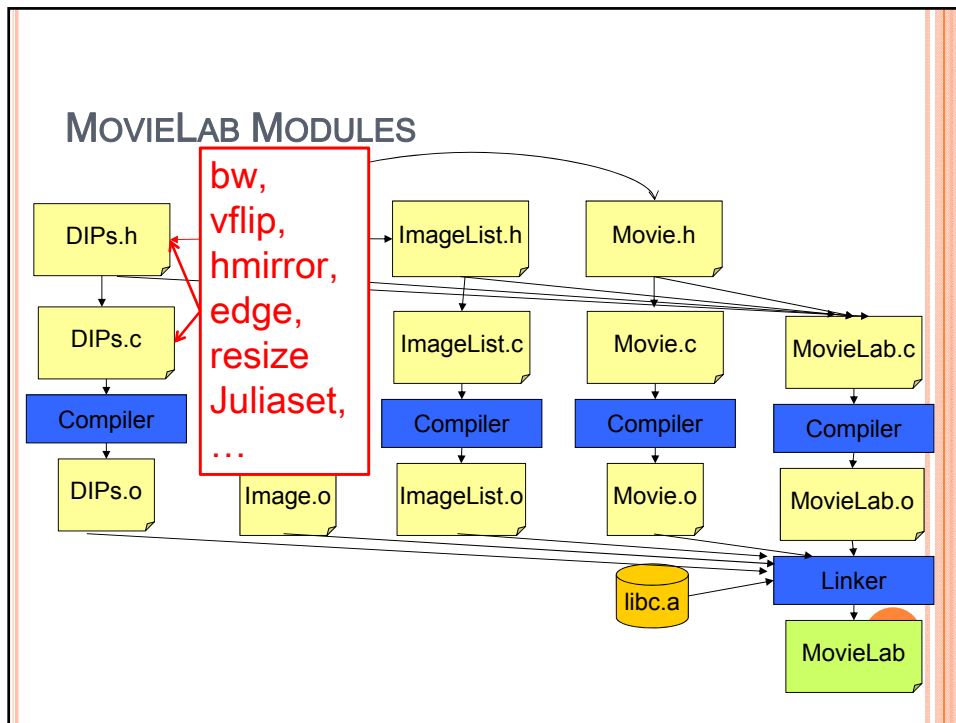 MOVIELAB MODULES
bw,
vflip,
hmirror,
edge,
resize
Juliaset,
…
DIPs.h
ImageList.h
Movie.h
DIPs.c
ImageList.c
Movie.c
MovieLab.c
Compiler
Compiler
Compiler
Compiler
DIPs.o
Image.o
ImageList.o
Movie.o
MovieLab.o
libc.a
Linker
MovieLab